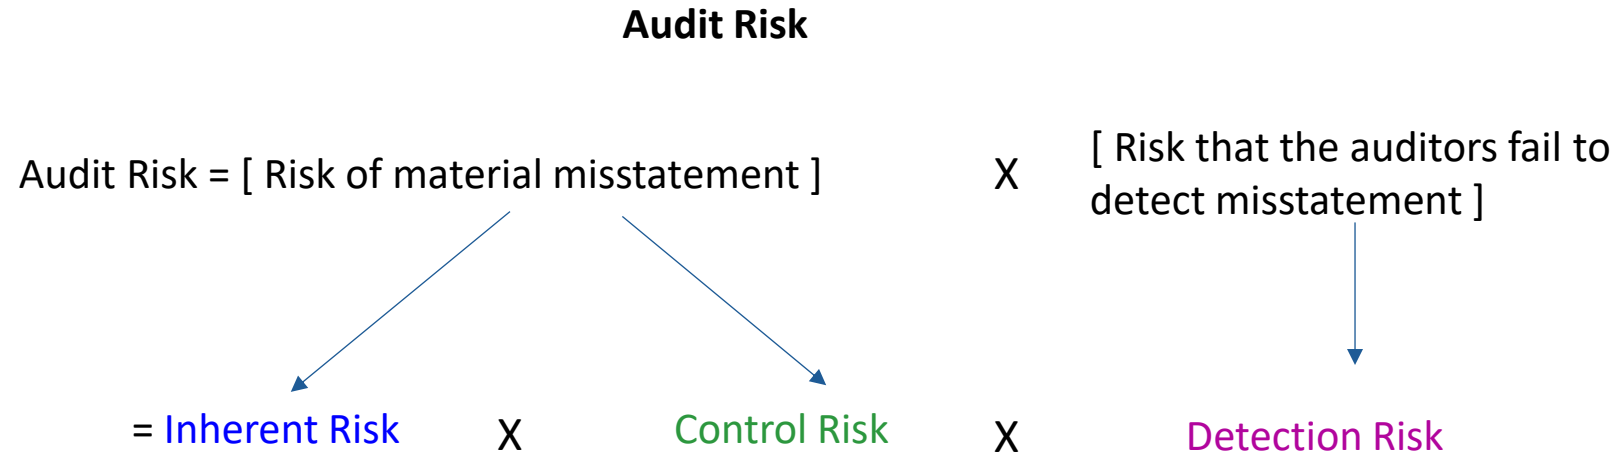 Audit Risk
Audit Risk = [ Risk of material misstatement ] X [ Risk that the auditors fail to
detect misstatement ]
= Inherent Risk X Control Risk X Detection Risk